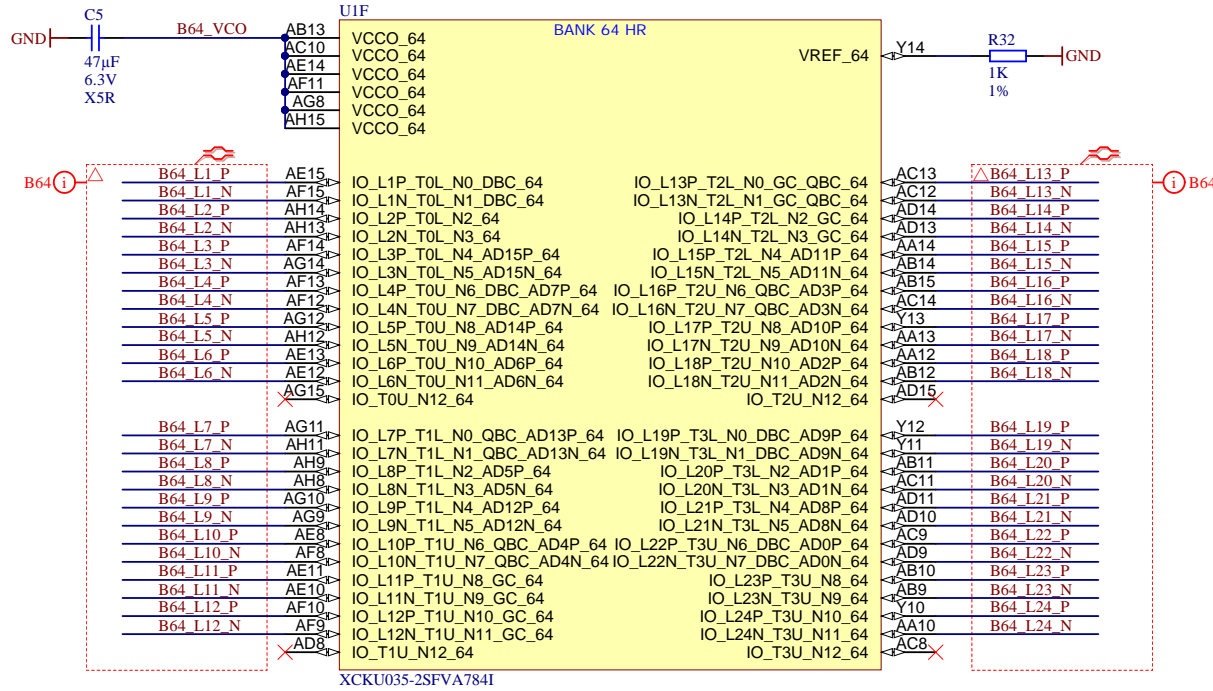 U1F
BANK 64 HR
C5
GND
47µF
6.3V
X5R
B64_VCO
AB13 VCCO_64
AC10 VCCO_64
AE14 VCCO_64
AF11 VCCO_64
AG8 VCCO_64
AH15 VCCO_64
VREF_64 Y14
R32
1K
1%
GND
B64 i
i B64
B64_L1_P AE15 IO_L1P_T0L_N0_DBC_64 IO_L13P_T2L_N0_GC_QBC_64 AC13 B64_L13_P
B64_L1_N AF15 IO_L1N_T0L_N1_DBC_64 IO_L13N_T2L_N1_GC_QBC_64 AC12 B64_L13_N
B64_L2_P AH14 IO_L2P_T0L_N2_64 IO_L14P_T2L_N2_GC_64 AD14 B64_L14_P
B64_L2_N AH13 IO_L2N_T0L_N3_64 IO_L14N_T2L_N3_GC_64 AD13 B64_L14_N
B64_L3_P AF14 IO_L3P_T0L_N4_AD15P_64 IO_L15P_T2L_N4_AD11P_64 AA14 B64_L15_P
B64_L3_N AG14 IO_L3N_T0L_N5_AD15N_64 IO_L15N_T2L_N5_AD11N_64 AB14 B64_L15_N
B64_L4_P AF13 IO_L4P_T0U_N6_DBC_AD7P_64 IO_L16P_T2U_N6_QBC_AD3P_64 AB15 B64_L16_P
B64_L4_N AF12 IO_L4N_T0U_N7_DBC_AD7N_64 IO_L16N_T2U_N7_QBC_AD3N_64 AC14 B64_L16_N
B64_L5_P AG12 IO_L5P_T0U_N8_AD14P_64 IO_L17P_T2U_N8_AD10P_64 Y13 B64_L17_P
B64_L5_N AH12 IO_L5N_T0U_N9_AD14N_64 IO_L17N_T2U_N9_AD10N_64 AA13 B64_L17_N
B64_L6_P AE13 IO_L6P_T0U_N10_AD6P_64 IO_L18P_T2U_N10_AD2P_64 AA12 B64_L18_P
B64_L6_N AE12 IO_L6N_T0U_N11_AD6N_64 IO_L18N_T2U_N11_AD2N_64 AB12 B64_L18_N
AG15 IO_T0U_N12_64 IO_T2U_N12_64 AD15
B64_L7_P AG11 IO_L7P_T1L_N0_QBC_AD13P_64 IO_L19P_T3L_N0_DBC_AD9P_64 Y12 B64_L19_P
B64_L7_N AH11 IO_L7N_T1L_N1_QBC_AD13N_64 IO_L19N_T3L_N1_DBC_AD9N_64 Y11 B64_L19_N
B64_L8_P AH9 IO_L8P_T1L_N2_AD5P_64 IO_L20P_T3L_N2_AD1P_64 AB11 B64_L20_P
B64_L8_N AH8 IO_L8N_T1L_N3_AD5N_64 IO_L20N_T3L_N3_AD1N_64 AC11 B64_L20_N
B64_L9_P AG10 IO_L9P_T1L_N4_AD12P_64 IO_L21P_T3L_N4_AD8P_64 AD11 B64_L21_P
B64_L9_N AG9 IO_L9N_T1L_N5_AD12N_64 IO_L21N_T3L_N5_AD8N_64 AD10 B64_L21_N
B64_L10_P AE8 IO_L10P_T1U_N6_QBC_AD4P_64 IO_L22P_T3U_N6_DBC_AD0P_64 AC9 B64_L22_P
B64_L10_N AF8 IO_L10N_T1U_N7_QBC_AD4N_64 IO_L22N_T3U_N7_DBC_AD0N_64 AD9 B64_L22_N
B64_L11_P AE11 IO_L11P_T1U_N8_GC_64 IO_L23P_T3U_N8_64 AB10 B64_L23_P
B64_L11_N AE10 IO_L11N_T1U_N9_GC_64 IO_L23N_T3U_N9_64 AB9 B64_L23_N
B64_L12_P AF10 IO_L12P_T1U_N10_GC_64 IO_L24P_T3U_N10_64 Y10 B64_L24_P
B64_L12_N AF9 IO_L12N_T1U_N11_GC_64 IO_L24N_T3U_N11_64 AA10 B64_L24_N
AD8 IO_T1U_N12_64 IO_T3U_N12_64 AC8
XCKU035-2SFVA784I